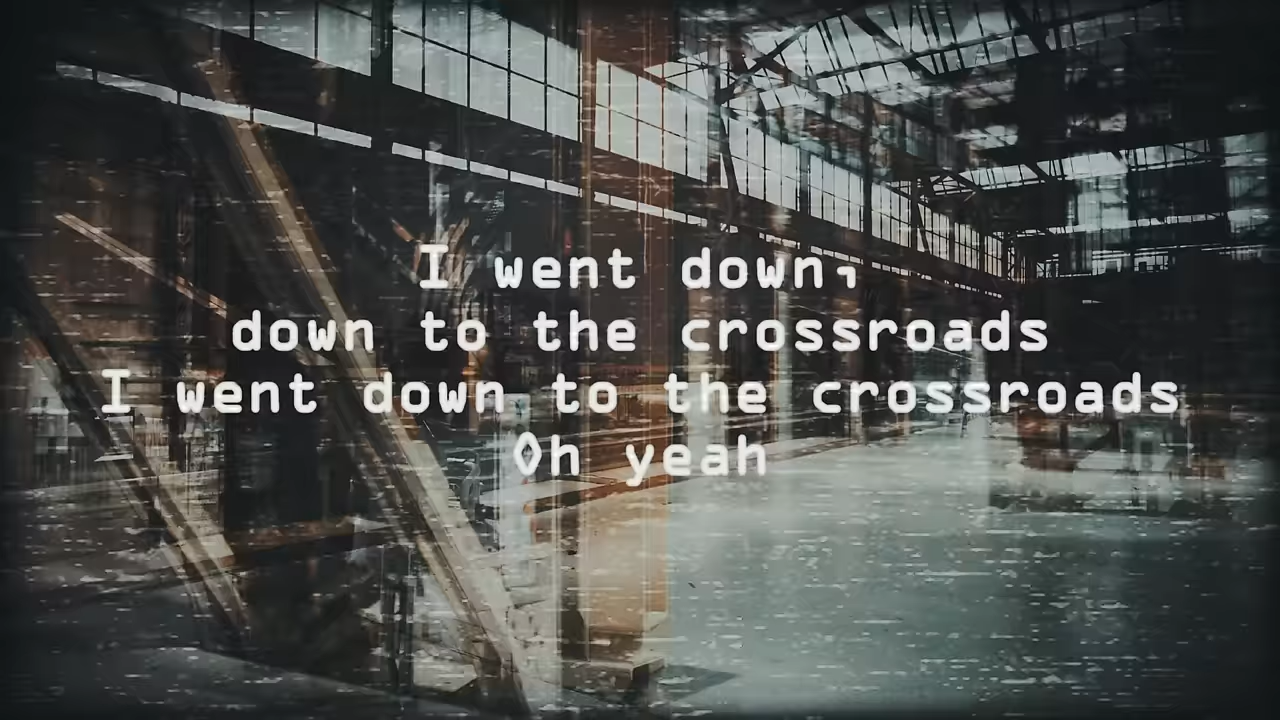 I went down,
down to the crossroads
I went down to the crossroads
Oh yeah